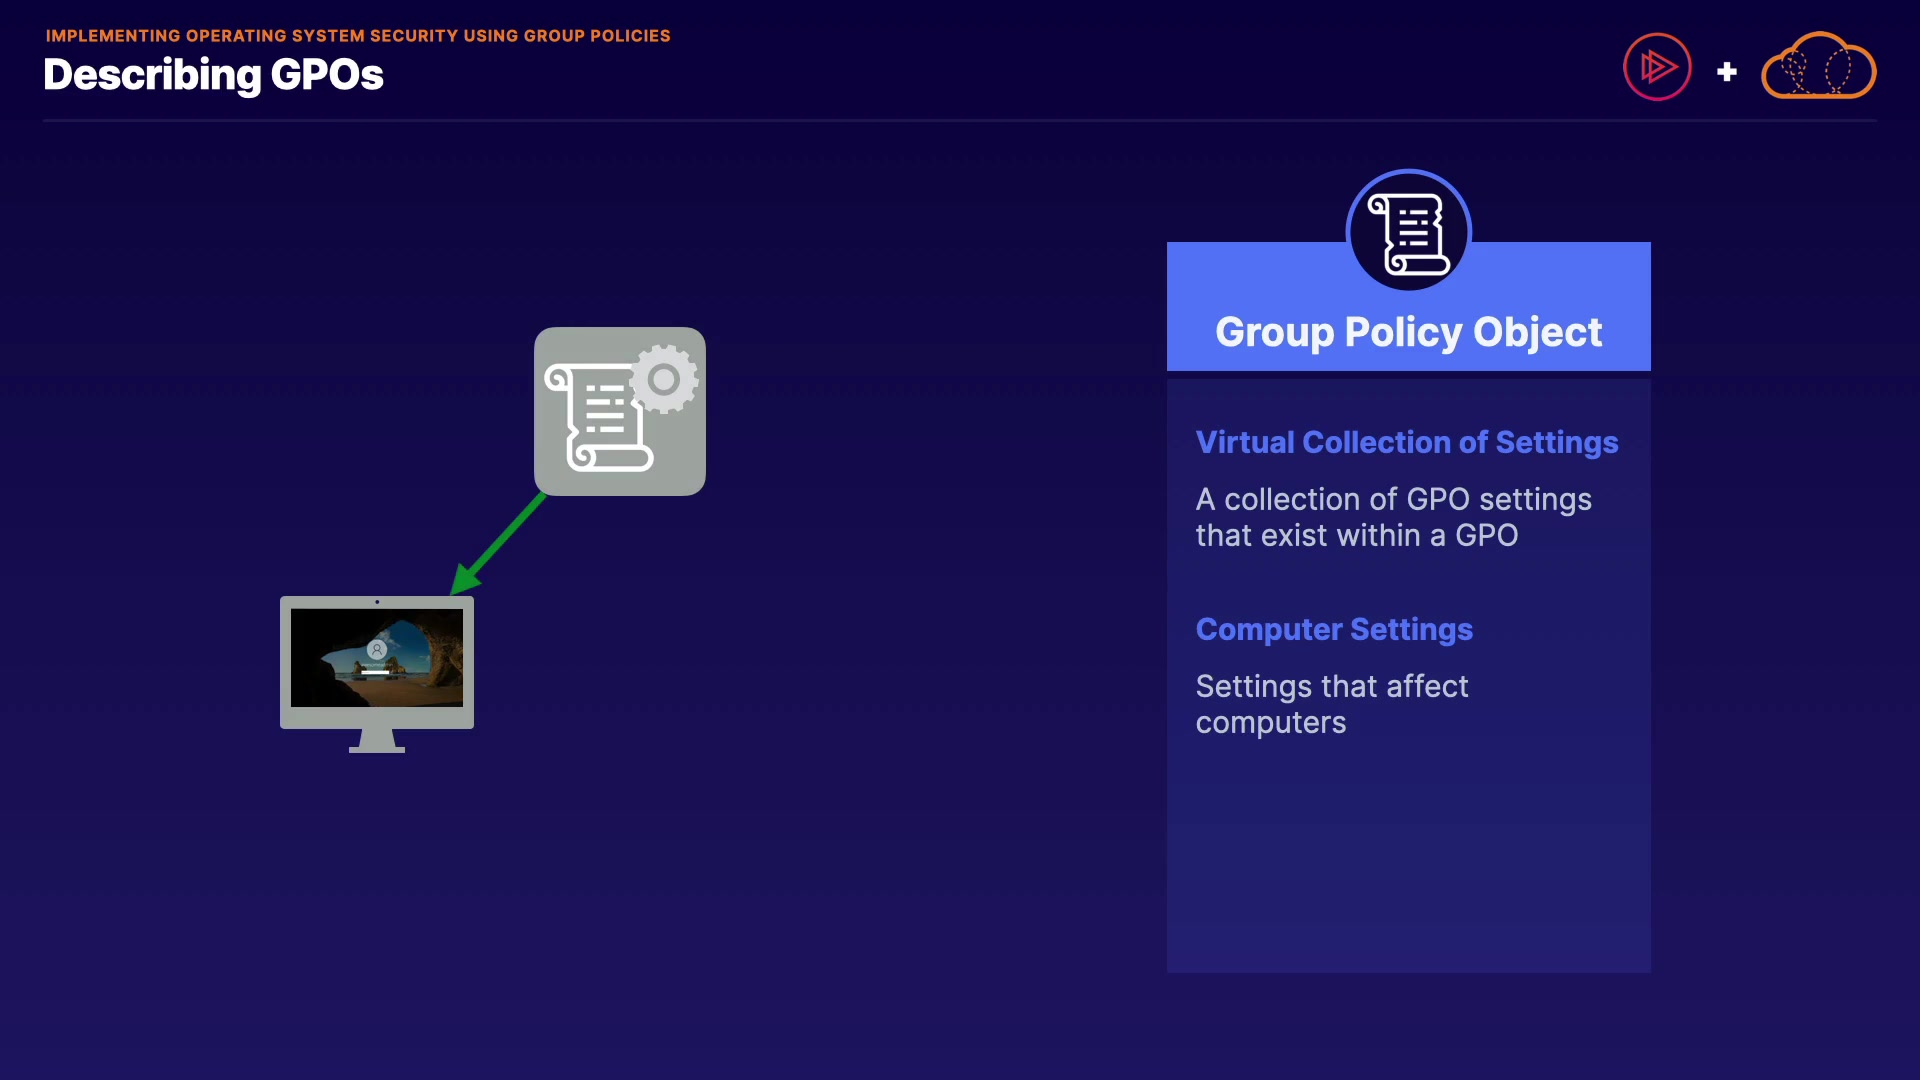 IMPLEMENTING OPERATING SYSTEM SECURITY USING GROUP POLICIES
Describing GPOs
Group Policy Object
Virtual Collection of Settings
A collection of GPO settings
that exist within a GPO
Computer Settings
Settings that affect
computers